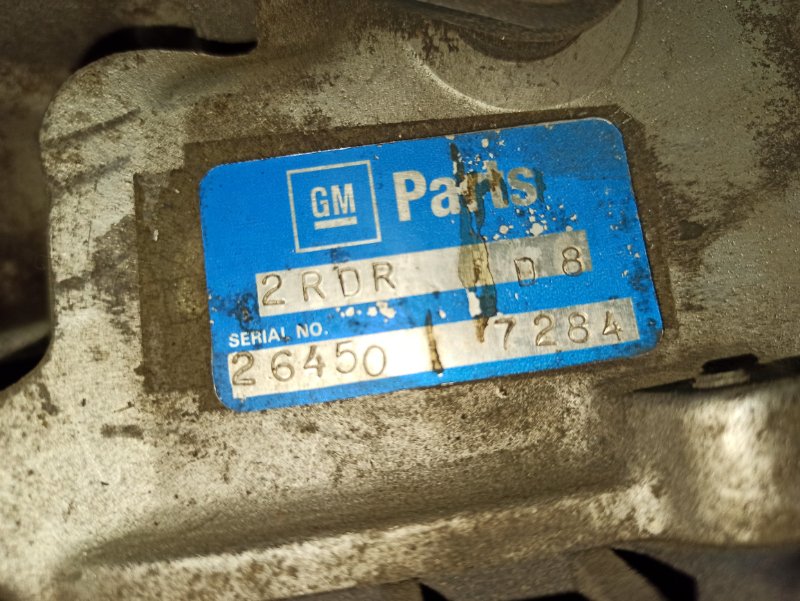 GM Parts
2RDR D8
SERIAL NO.
26450 7284